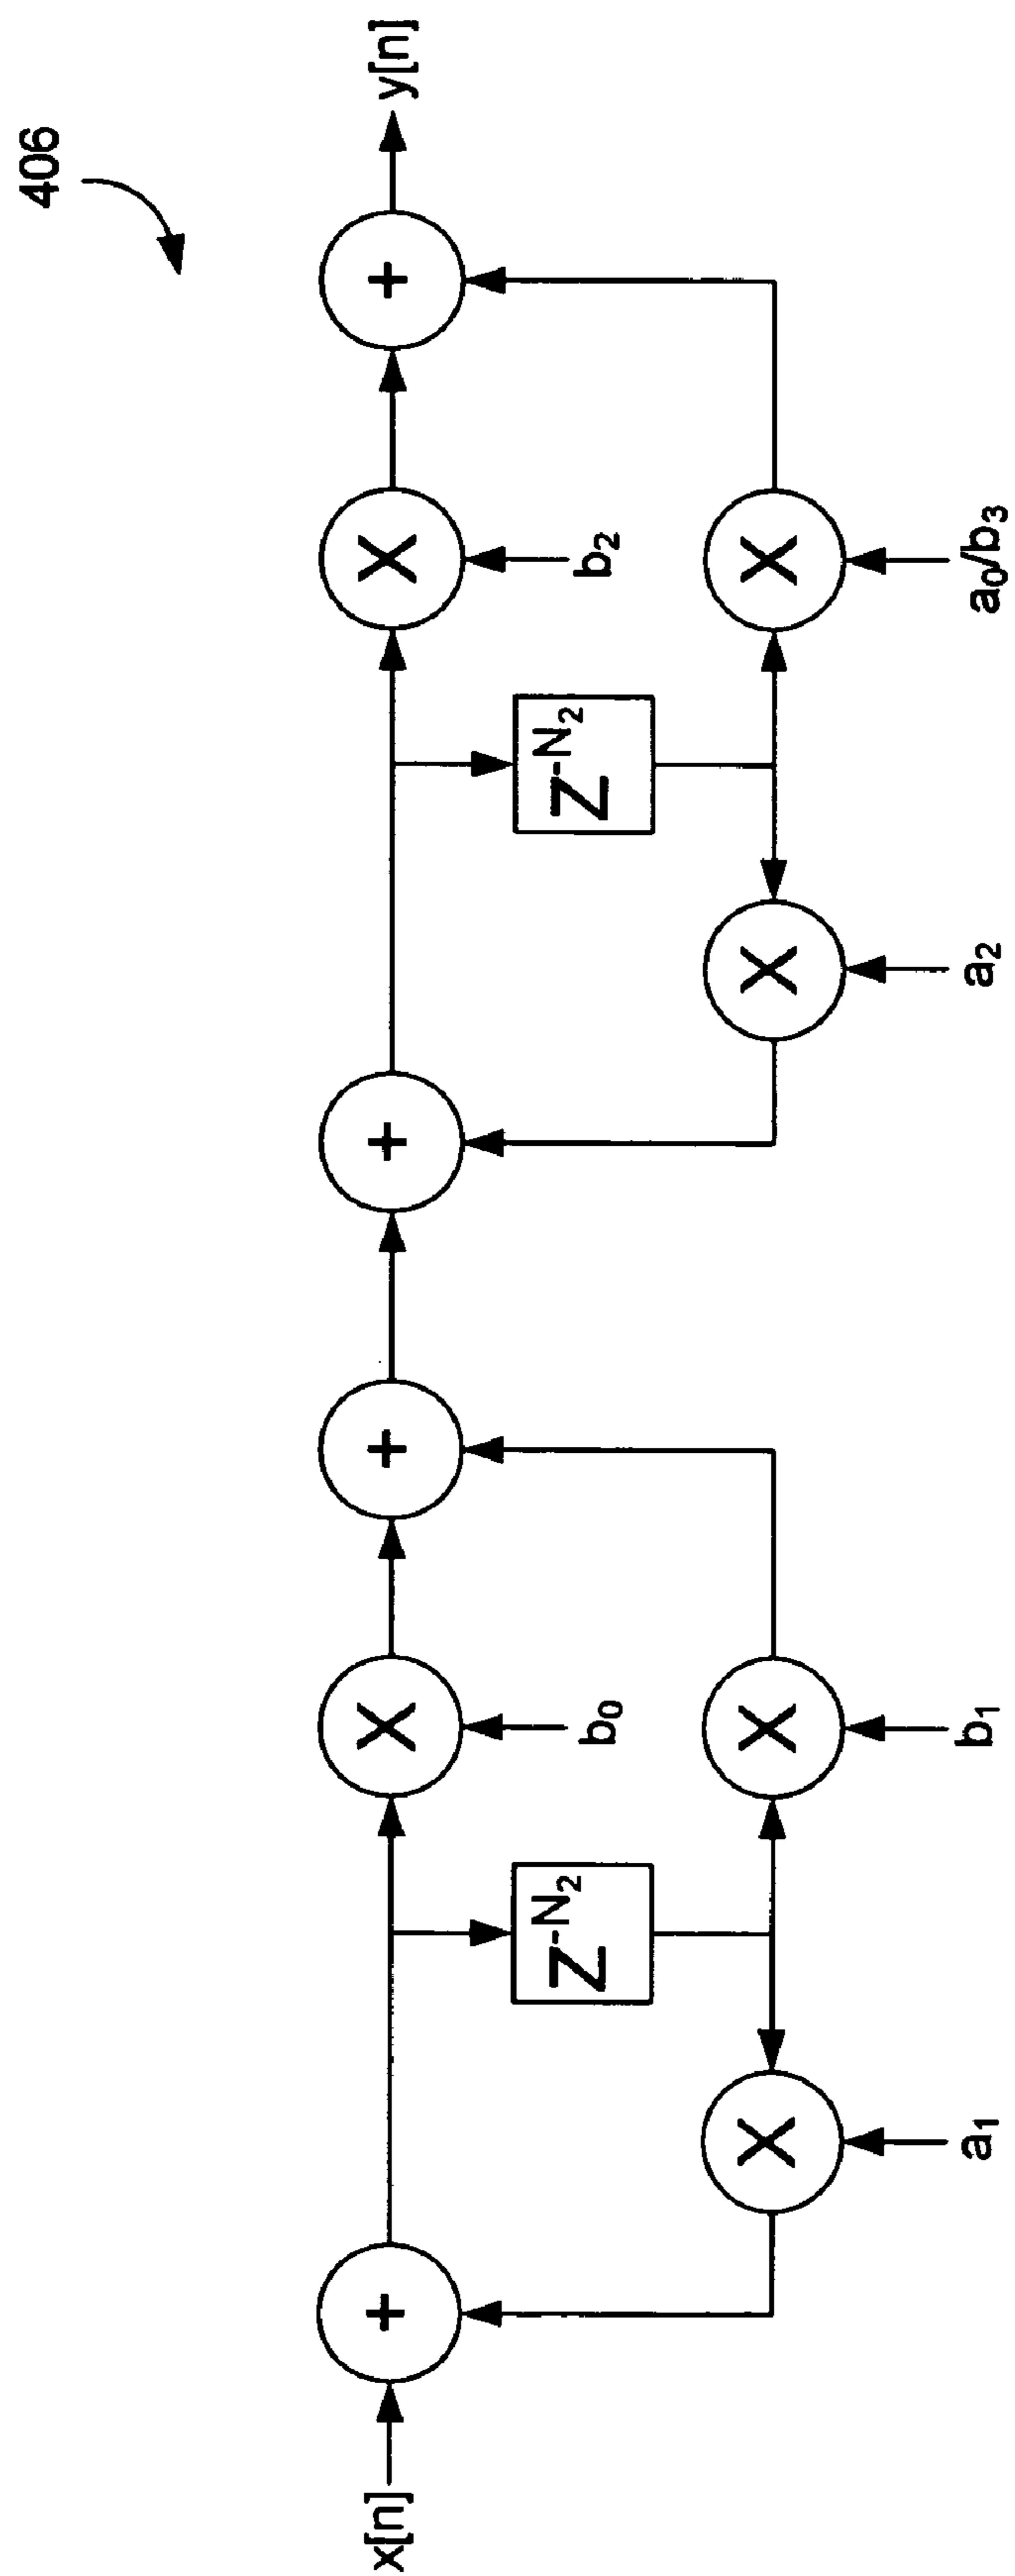 406
x[n]
+
X
b₀
+
+
X
b₂
+
y[n]
Z⁻ᴺ²
Z⁻ᴺ²
X
a₁
X
b₁
X
a₂
X
a₀/b₃